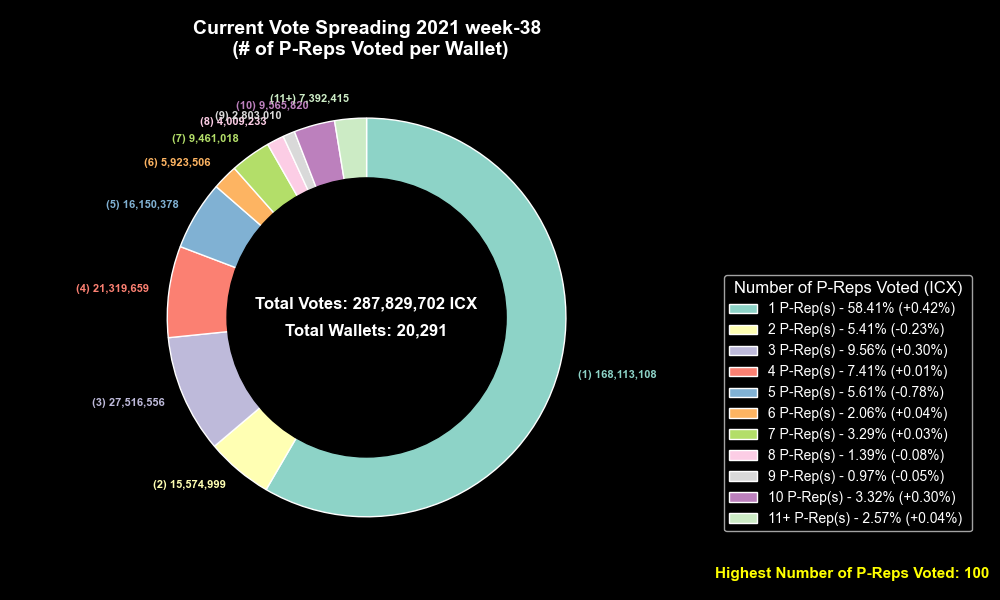 Current Vote Spreading 2021 week-38
(# of P-Reps Voted per Wallet)
(11+) 7,392,415
(10) 9,565,820
(9) 2,803,010
(8) 4,009,233
(7) 9,461,018
(6) 5,923,506
(5) 16,150,378
(4) 21,319,659
(3) 27,516,556
(2) 15,574,999
(1) 168,113,108
Total Votes: 287,829,702 ICX
Total Wallets: 20,291
Number of P-Reps Voted (ICX)
1 P-Rep(s) - 58.41% (+0.42%)
2 P-Rep(s) - 5.41% (-0.23%)
3 P-Rep(s) - 9.56% (+0.30%)
4 P-Rep(s) - 7.41% (+0.01%)
5 P-Rep(s) - 5.61% (-0.78%)
6 P-Rep(s) - 2.06% (+0.04%)
7 P-Rep(s) - 3.29% (+0.03%)
8 P-Rep(s) - 1.39% (-0.08%)
9 P-Rep(s) - 0.97% (-0.05%)
10 P-Rep(s) - 3.32% (+0.30%)
11+ P-Rep(s) - 2.57% (+0.04%)
Highest Number of P-Reps Voted: 100